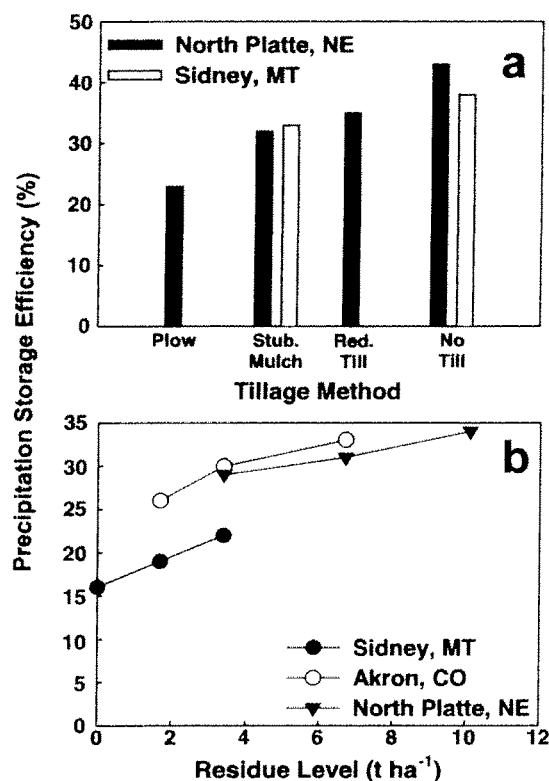 Precipitation Storage Efficiency (%)
50
40
30
20
10
0
North Platte, NE
Sidney, MT
a
Plow
Stub. Mulch
Red. Till
No Till
Tillage Method
35
30
25
20
15
10
5
0
b
Sidney, MT
Akron, CO
North Platte, NE
0 2 4 6 8 10 12
Residue Level (t ha⁻¹)